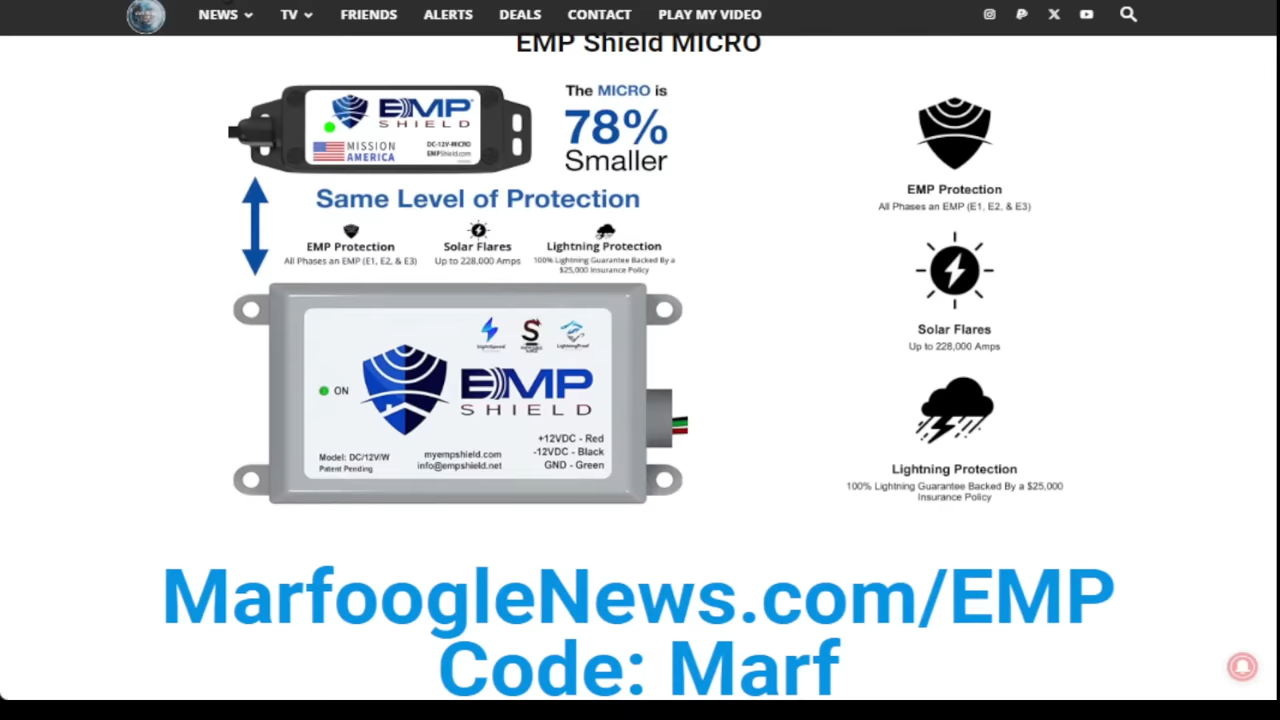 NEWS TV FRIENDS ALERTS DEALS CONTACT PLAY MY VIDEO
EMP Shield MICRO
EMP
SHIELD
MISSION
AMERICA
DC-12V-MICRO
EMPShield.com
The MICRO is
78%
Smaller
Same Level of Protection
EMP Protection
All Phases an EMP (E1, E2, & E3)
Solar Flares
Up to 228,000 Amps
Lightning Protection
100% Lightning Guarantee Backed By a
$25,000 Insurance Policy
ON
EMP
SHIELD
Model: DC/12V/W
Patent Pending
myempshield.com
info@empshield.net
+12VDC - Red
-12VDC - Black
GND - Green
EMP Protection
All Phases an EMP (E1, E2, & E3)
Solar Flares
Up to 228,000 Amps
Lightning Protection
100% Lightning Guarantee Backed By a $25,000
Insurance Policy
MarfoogleNews.com/EMP
Code: Marf